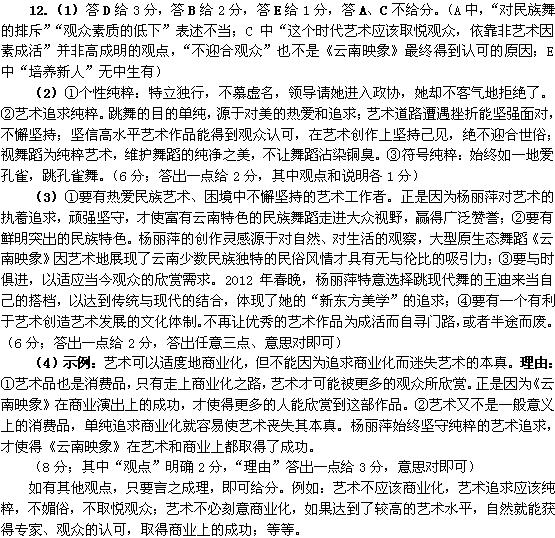 12.（1）答 D 给 3 分，答 B 给 2 分，答 E 给 1 分，答 A、C 不给分。（A 中，“对民族舞
的排斥”“观众素质的低下”表述不当；C 中“这个时代艺术应该取悦观众，依靠非艺术因
素成活”并非高成明的观点，“不迎合观众”也不是《云南映象》最终得到认可的原因；E
中“培养新人”无中生有）
（2）①个性纯粹：特立独行，不慕虚名，领导请她进入政协，她却不客气地拒绝了。
②艺术追求纯粹。跳舞的目的单纯，源于对美的热爱和追求；艺术道路遭遇挫折能坚强面对，
不懈坚持；坚信高水平艺术作品能得到观众认可，在艺术创作上坚持己见，绝不迎合世俗；
视舞蹈为纯粹艺术，维护舞蹈的纯净之美，不让舞蹈沾染铜臭。③符号纯粹：始终如一地爱
孔雀，跳孔雀舞。（6 分；答出一点给 2 分，其中观点和说明各 1 分）
（3）①要有热爱民族艺术、困境中不懈坚持的艺术工作者。正是因为杨丽萍对艺术的
执着追求，顽强坚守，才使富有云南特色的民族舞蹈走进大众视野，赢得广泛赞誉；②要有
鲜明突出的民族特色。杨丽萍的创作灵感源于对自然、对生活的观察，大型原生态舞蹈《云
南映象》因艺术地展现了云南少数民族独特的民俗风情才具有无与伦比的吸引力；③要与时
俱进，以适应当今观众的欣赏需求。2012 年春晚，杨丽萍特意选择跳现代舞的王迪来当自
己的搭档，以达到传统与现代的结合，体现了她的“新东方美学”的追求；④要有一个有利
于艺术创造艺术发展的文化体制。不再让优秀的艺术作品为成活而自寻门路，或者半途而废。
（6 分；答出一点给 2 分，答出任意三点、意思对即可）
（4）示例：艺术可以适度地商业化，但不能因为追求商业化而迷失艺术的本真。理由：
①艺术品也是消费品，只有走上商业化之路，艺术才可能被更多的观众所欣赏。正是因为《云
南映象》在商业演出上的成功，才使得更多的人能欣赏到这部作品。②艺术又不是一般意义
上的消费品，单纯追求商业化就容易使艺术丧失其本真。杨丽萍始终坚守纯粹的艺术追求，
才使得《云南映象》在艺术和商业上都取得了成功。
（8 分；其中“观点”明确 2 分，“理由”答出一点给 3 分，意思对即可）
如有其他观点，只要言之成理，即可给分。例如：艺术不应该商业化，艺术追求应该纯
粹，不媚俗，不取悦观众；艺术不必刻意商业化，如果达到了较高的艺术水平，自然就能获
得专家、观众的认可，取得商业上的成功；等等。